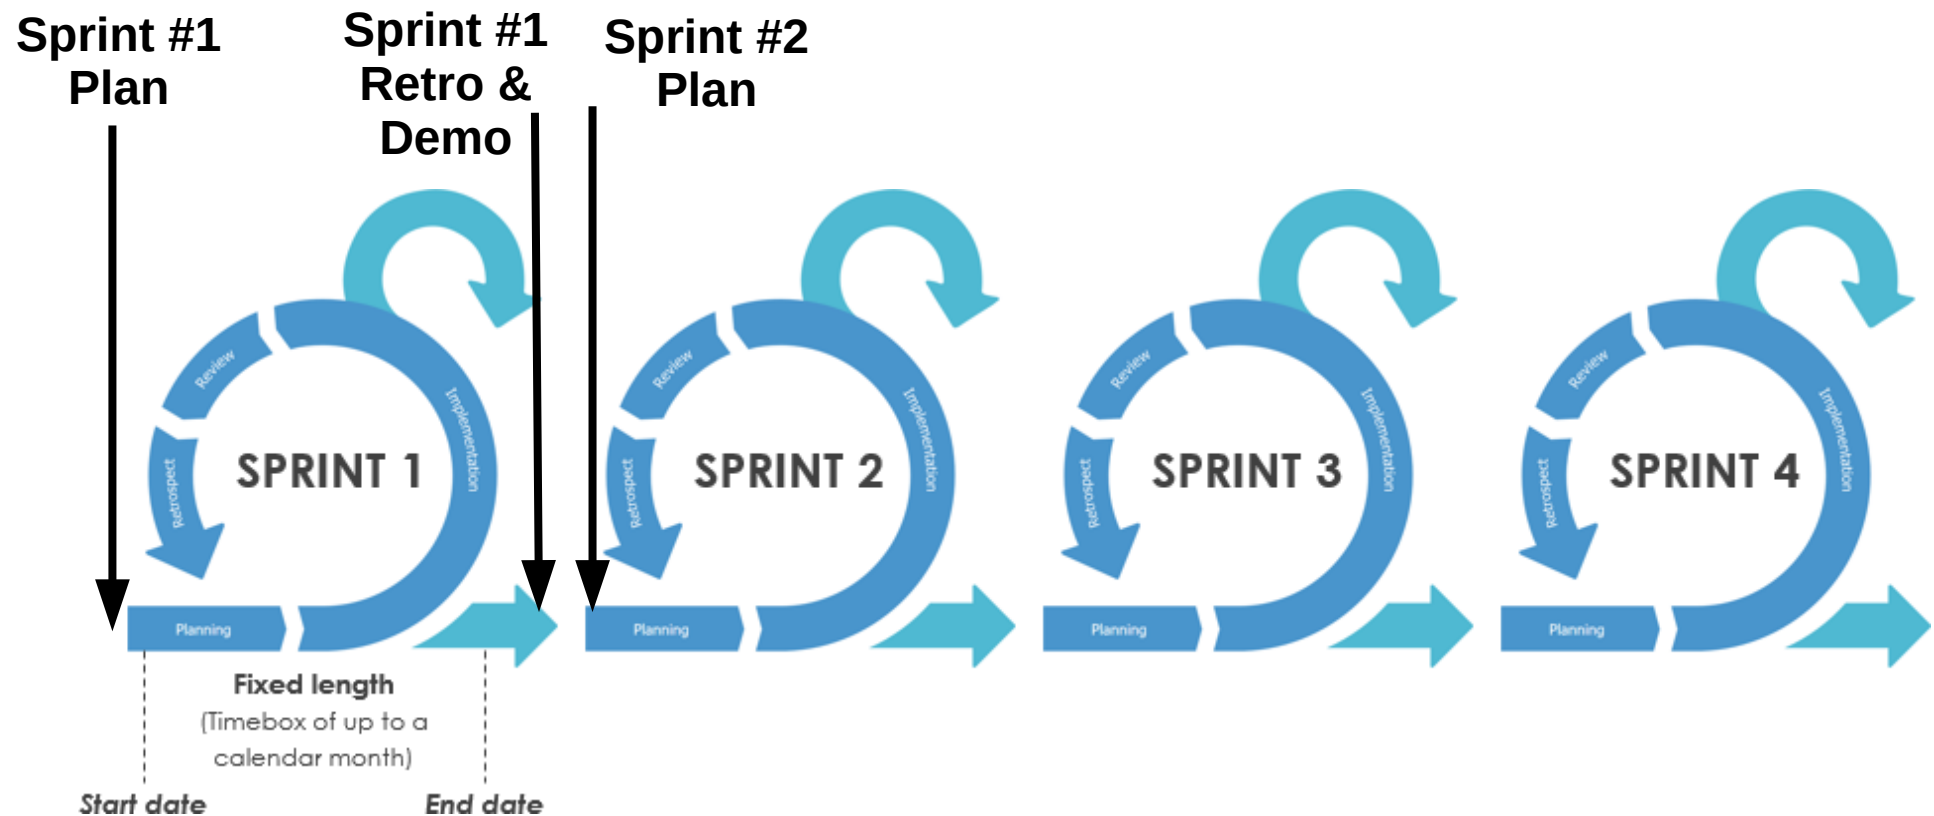 Sprint #1
Plan
Sprint #1
Retro &
Demo
Sprint #2
Plan
Review
Retrospect
SPRINT 1
Implementation
Planning
Review
Retrospect
SPRINT 2
Implementation
Planning
Review
Retrospect
SPRINT 3
Implementation
Planning
Review
Retrospect
SPRINT 4
Implementation
Planning
Fixed length
(Timebox of up to a
calendar month)
Start date
End date